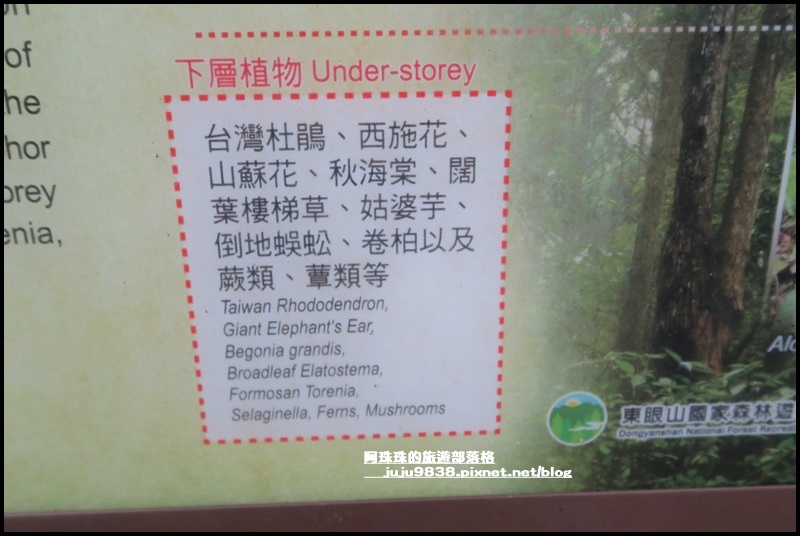 of
the
hor
orey
enia,
下層植物 Under-storey
台灣杜鵑、西施花、
山蘇花、秋海棠、闊
葉樓梯草、姑婆芋、
倒地蜈蚣、卷柏以及
蕨類、蕈類等
Taiwan Rhododendron,
Giant Elephant's Ear,
Begonia grandis,
Broadleaf Elatostema,
Formosan Torenia,
Selaginella, Ferns, Mushrooms
Alo
東眼山國家森林遊
Dongyanshan National Forest Recreati
阿珠珠的旅遊部落格
juju9838.pixnet.net/blog